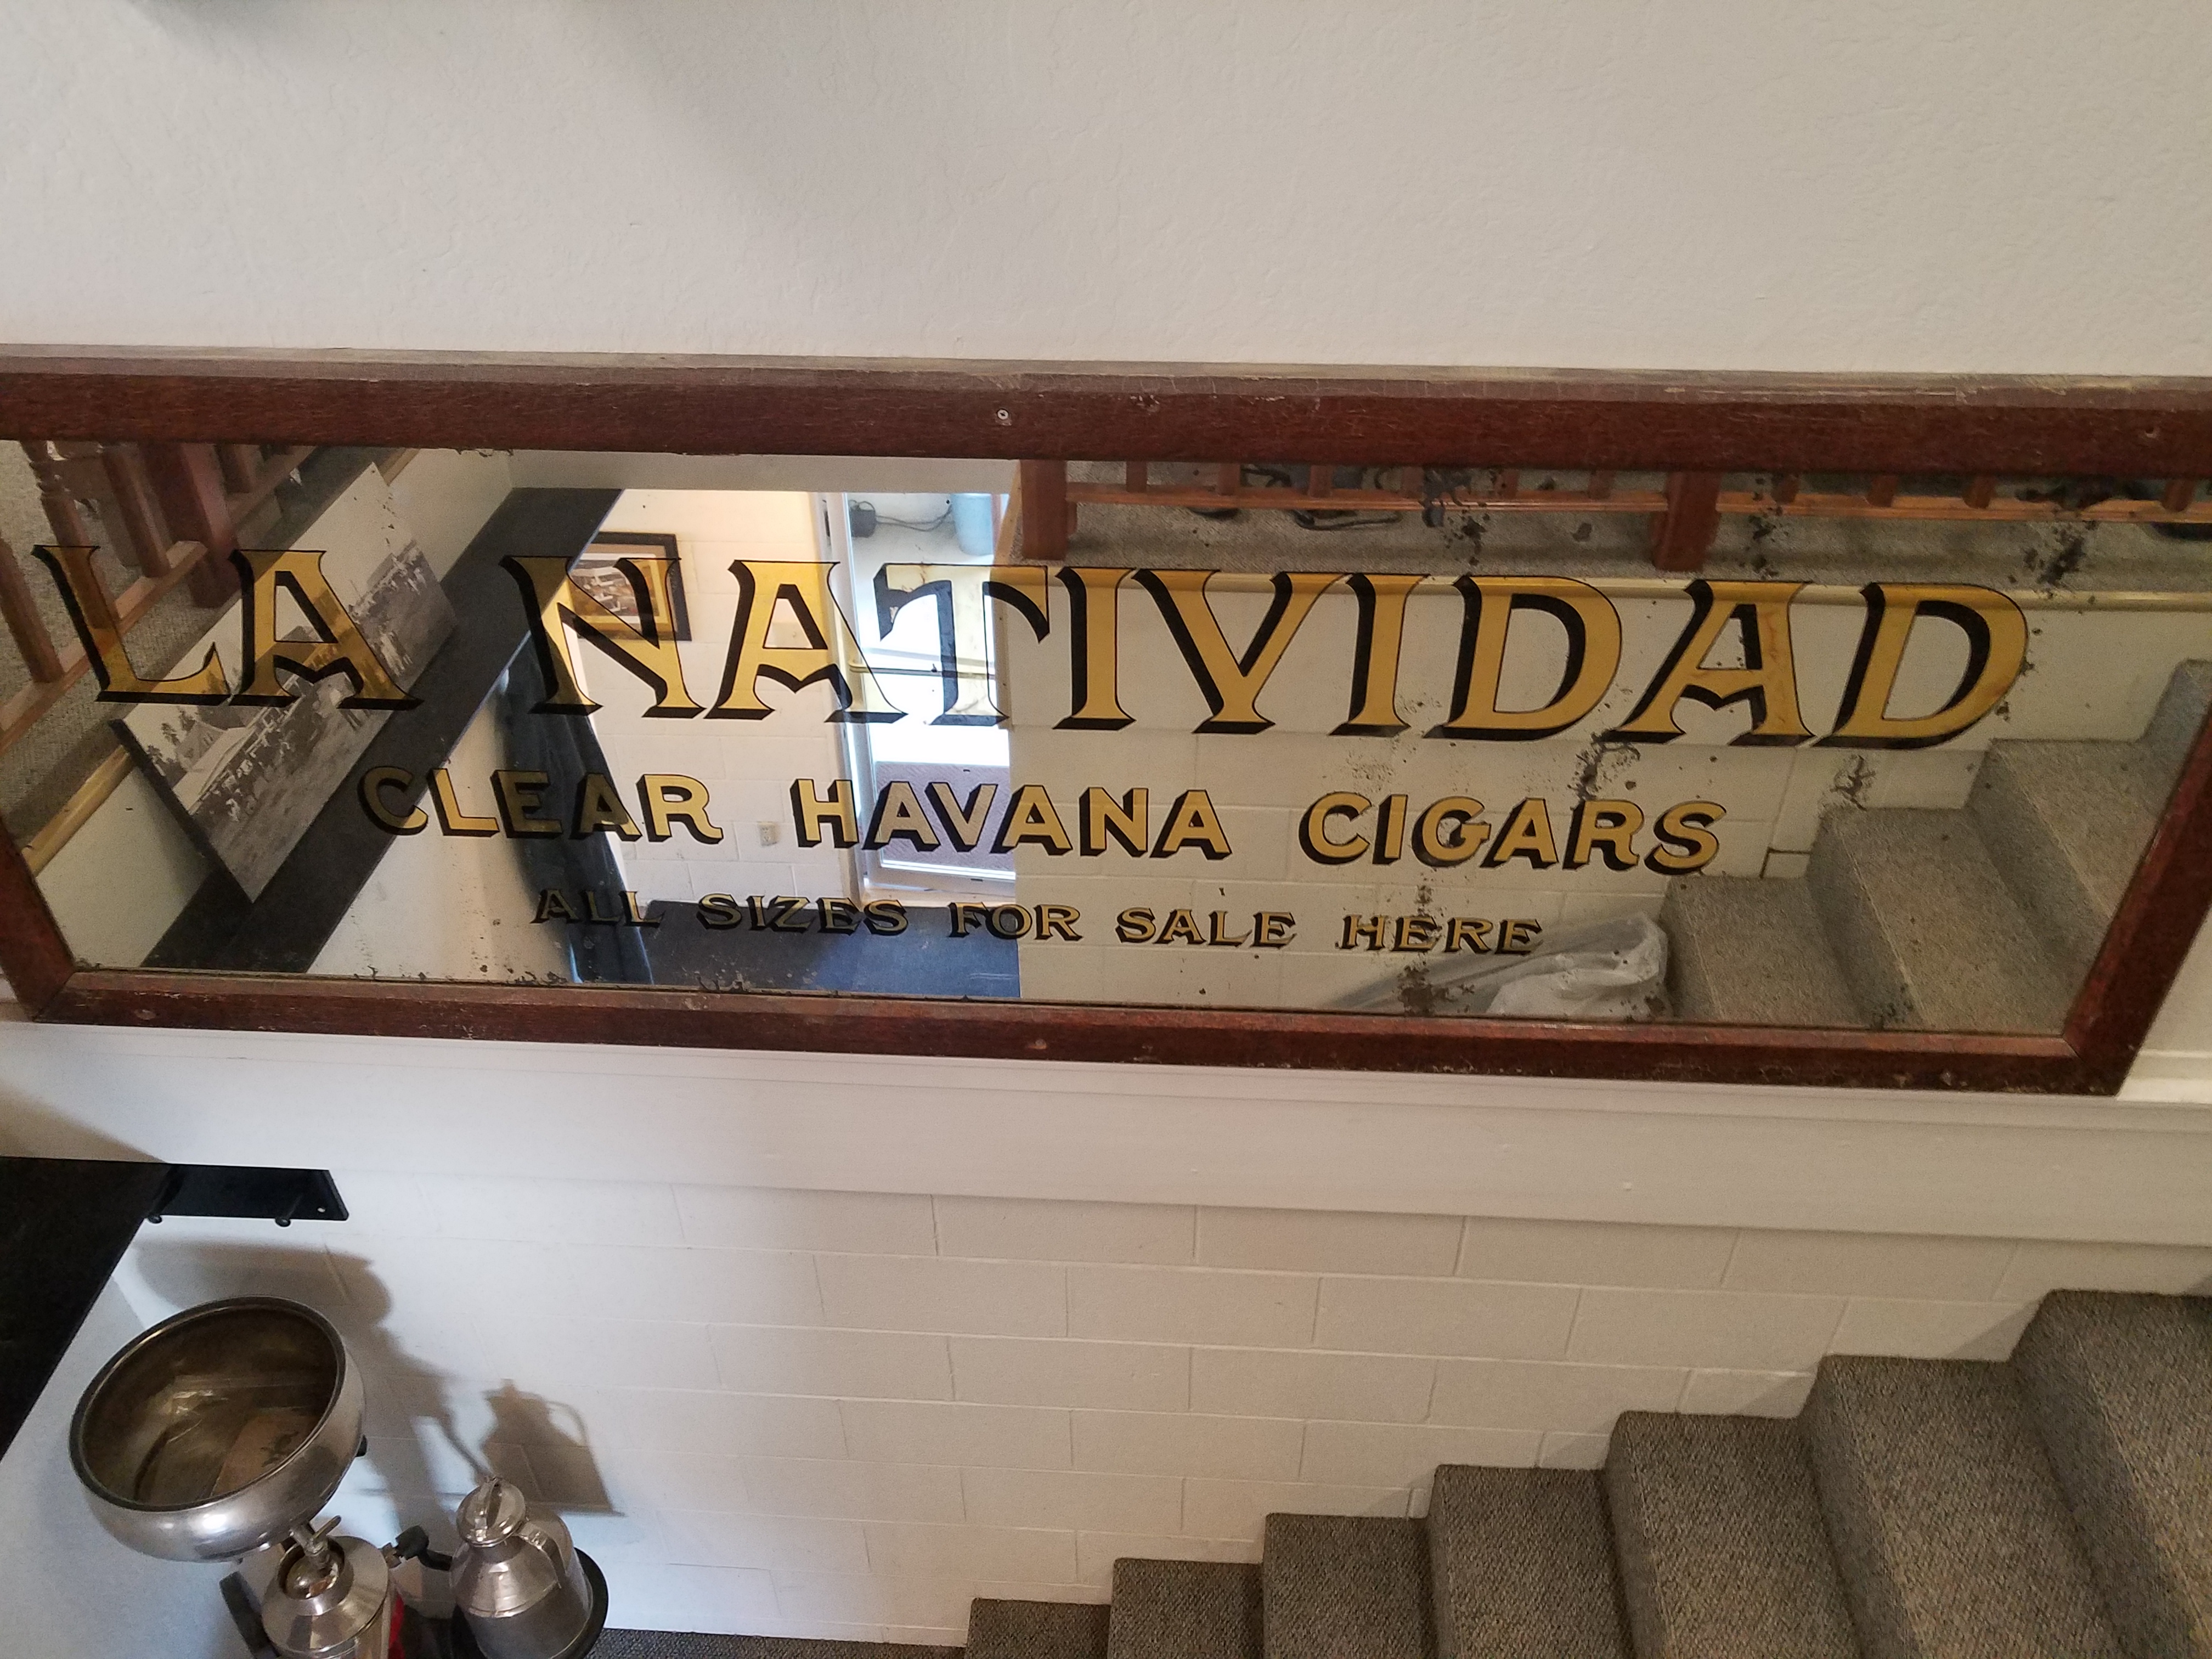 LA NATIVIDAD
CLEAR HAVANA CIGARS
ALL SIZES FOR SALE HERE